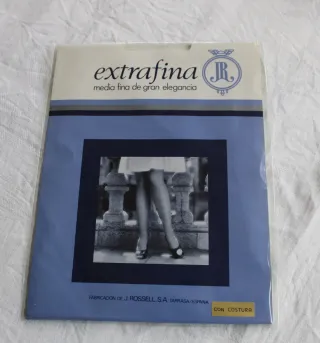 extrafina
JR
media fina de gran elegancia
FABRICACION DE J. ROSSELL, S.A. TARRASA (ESPAÑA)
CON COSTURA